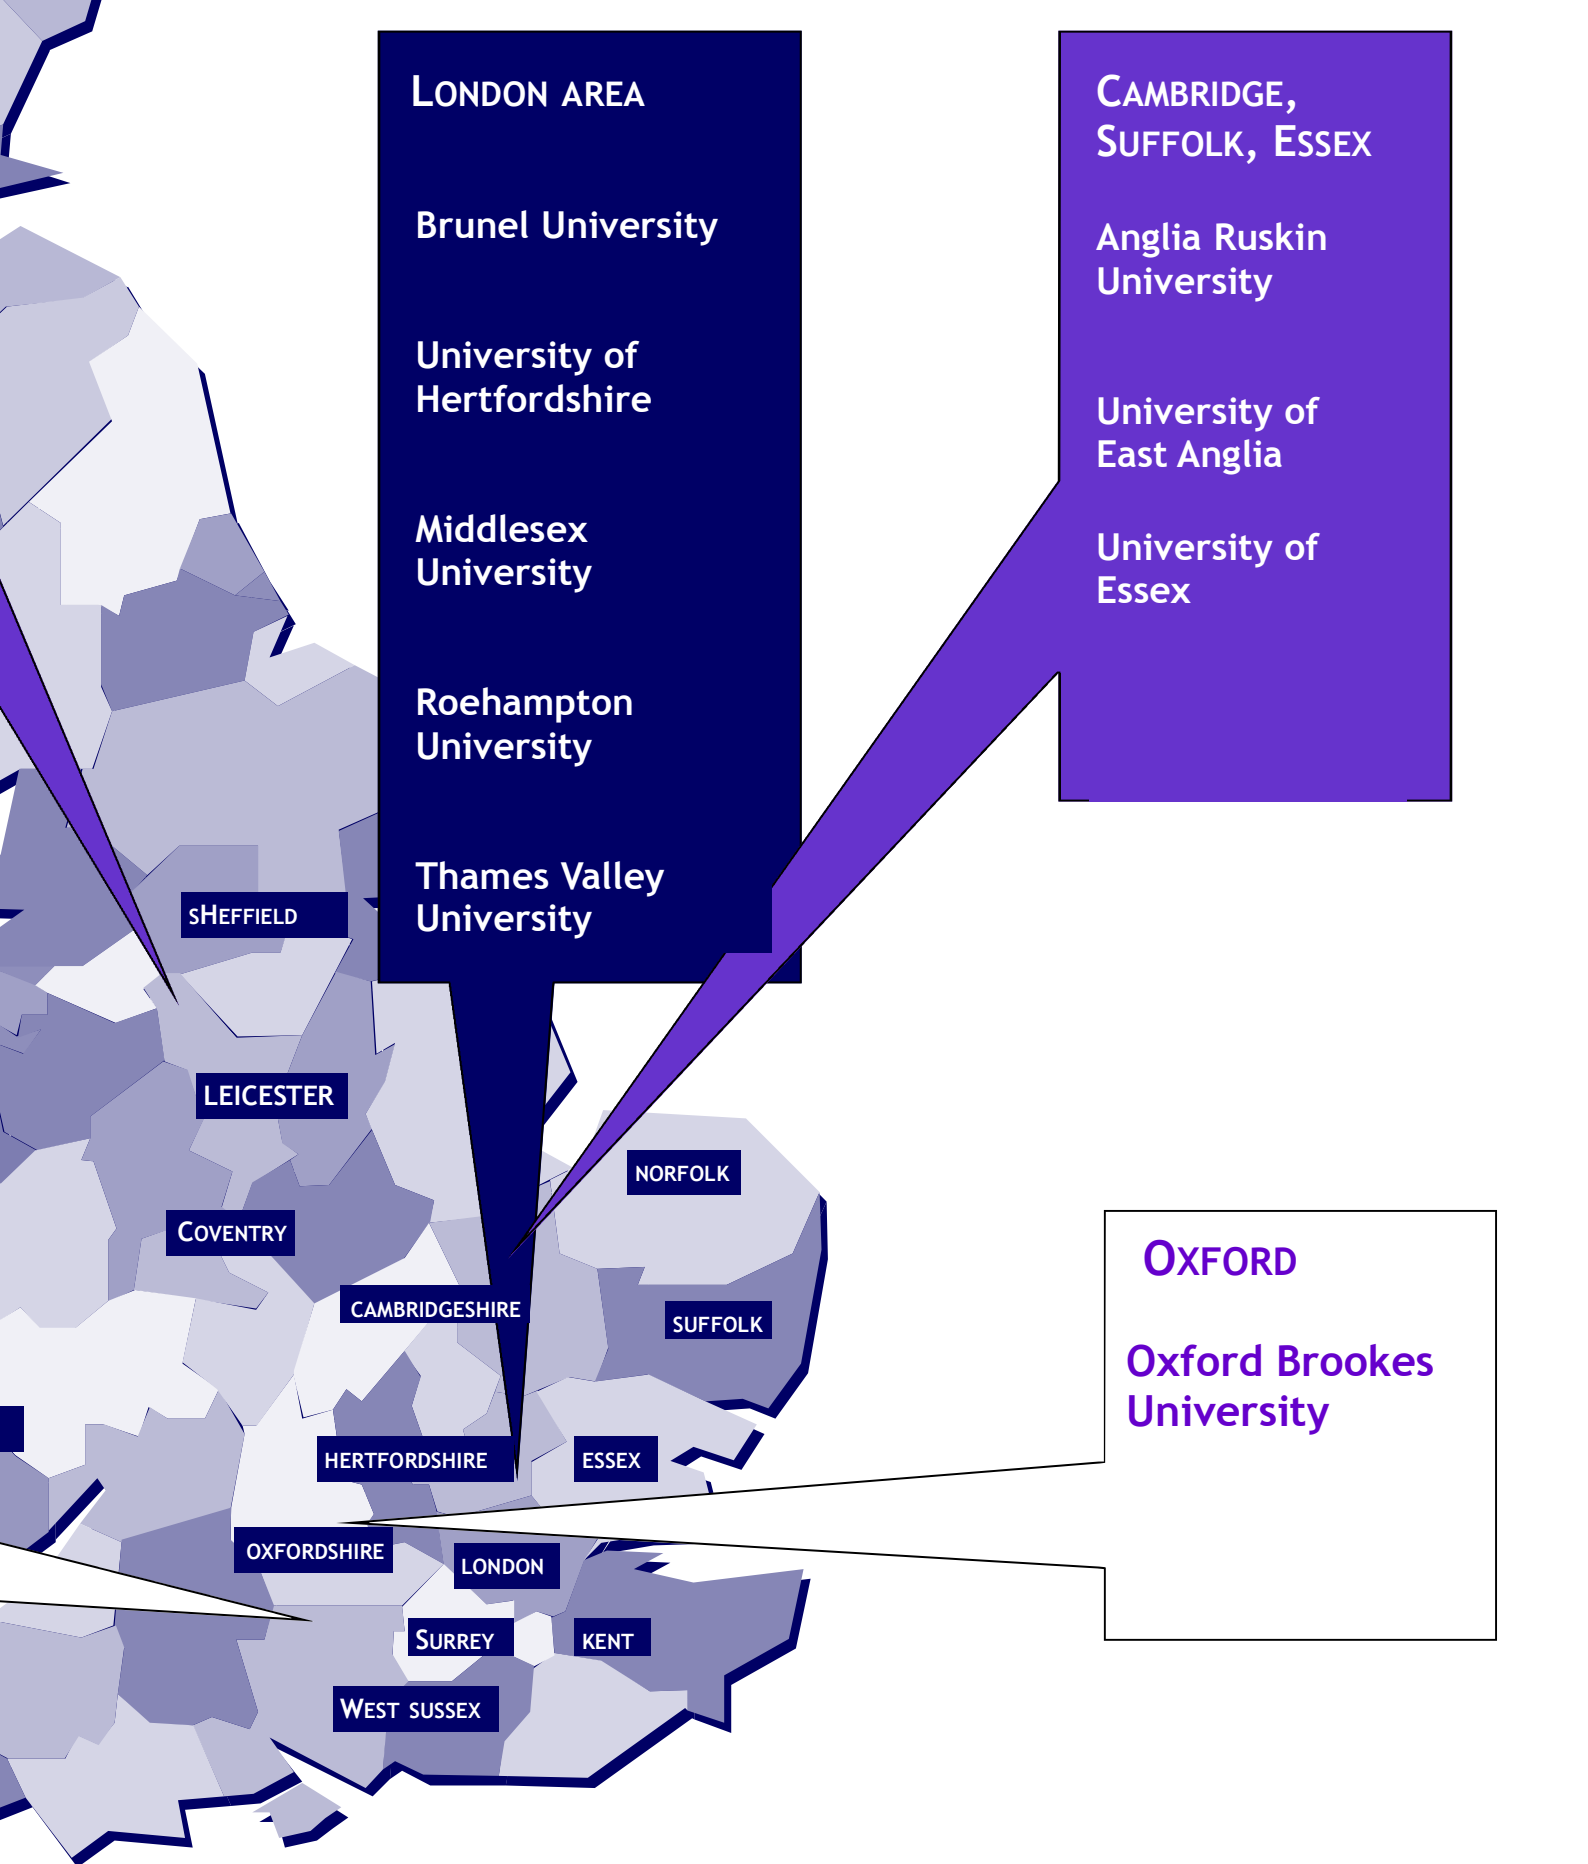 LONDON AREA
Brunel University
University of
Hertfordshire
Middlesex
University
Roehampton
University
Thames Valley
University
CAMBRIDGE,
SUFFOLK, ESSEX
Anglia Ruskin
University
University of
East Anglia
University of
Essex
OXFORD
Oxford Brookes
University
sHEFFIELD
LEICESTER
COVENTRY
NORFOLK
CAMBRIDGESHIRE
SUFFOLK
HERTFORDSHIRE
ESSEX
OXFORDSHIRE
LONDON
SURREY
KENT
WEST SUSSEX